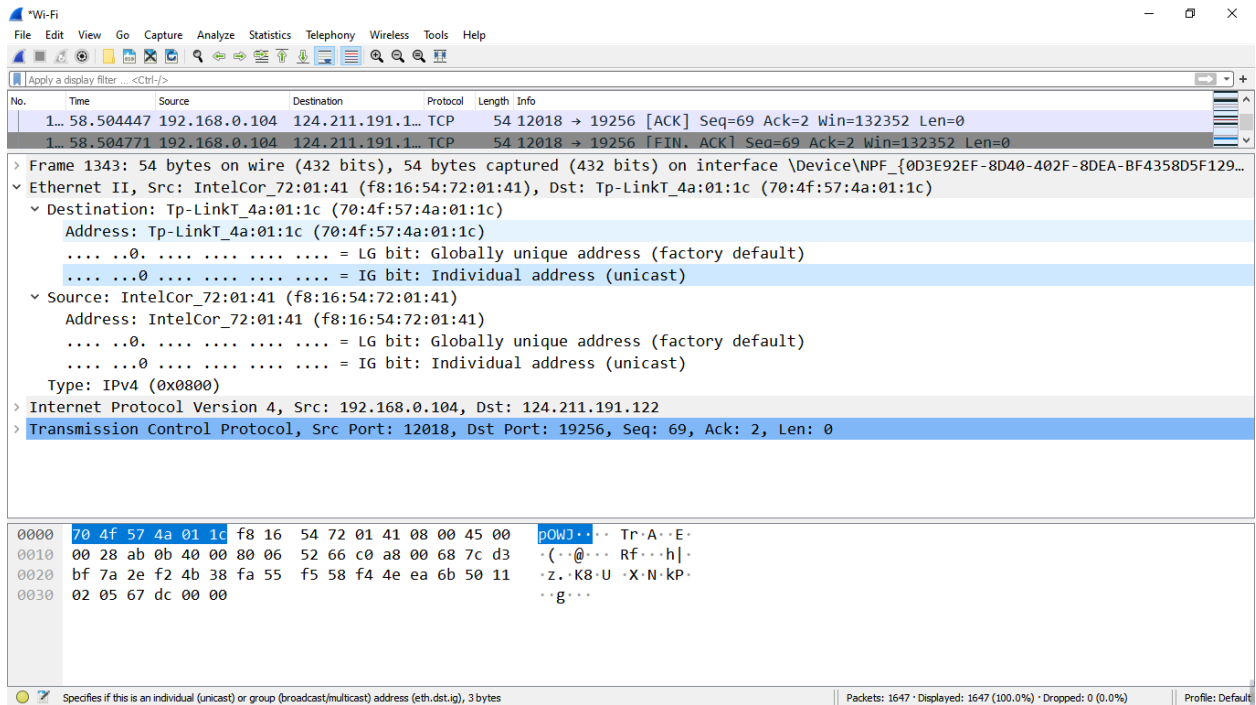 *Wi-Fi
File Edit View Go Capture Analyze Statistics Telephony Wireless Tools Help
Apply a display filter ... <Ctrl-/>
No. Time Source Destination Protocol Length Info
1… 58.504447 192.168.0.104 124.211.191.1… TCP 54 12018 → 19256 [ACK] Seq=69 Ack=2 Win=132352 Len=0
1… 58.504771 192.168.0.104 124.211.191.1… TCP 54 12018 → 19256 [FIN, ACK] Seq=69 Ack=2 Win=132352 Len=0
Frame 1343: 54 bytes on wire (432 bits), 54 bytes captured (432 bits) on interface \Device\NPF_{0D3E92EF-8D40-402F-8DEA-BF4358D5F129…
Ethernet II, Src: IntelCor_72:01:41 (f8:16:54:72:01:41), Dst: Tp-LinkT_4a:01:1c (70:4f:57:4a:01:1c)
Destination: Tp-LinkT_4a:01:1c (70:4f:57:4a:01:1c)
Address: Tp-LinkT_4a:01:1c (70:4f:57:4a:01:1c)
.... ..0. .... .... .... .... = LG bit: Globally unique address (factory default)
.... ...0 .... .... .... .... = IG bit: Individual address (unicast)
Source: IntelCor_72:01:41 (f8:16:54:72:01:41)
Address: IntelCor_72:01:41 (f8:16:54:72:01:41)
.... ..0. .... .... .... .... = LG bit: Globally unique address (factory default)
.... ...0 .... .... .... .... = IG bit: Individual address (unicast)
Type: IPv4 (0x0800)
Internet Protocol Version 4, Src: 192.168.0.104, Dst: 124.211.191.122
Transmission Control Protocol, Src Port: 12018, Dst Port: 19256, Seq: 69, Ack: 2, Len: 0
0000 70 4f 57 4a 01 1c f8 16 54 72 01 41 08 00 45 00 pOWJ···· Tr·A··E·
0010 00 28 ab 0b 40 00 80 06 52 66 c0 a8 00 68 7c d3 ·(··@··· Rf···h|·
0020 bf 7a 2e f2 4b 38 fa 55 f5 58 f4 4e ea 6b 50 11 ·z.·K8·U ·X·N·kP·
0030 02 05 67 dc 00 00 ··g···
Specifies if this is an individual (unicast) or group (broadcast/multicast) address (eth.dst.ig), 3 bytes
Packets: 1647 · Displayed: 1647 (100.0%) · Dropped: 0 (0.0%)
Profile: Default